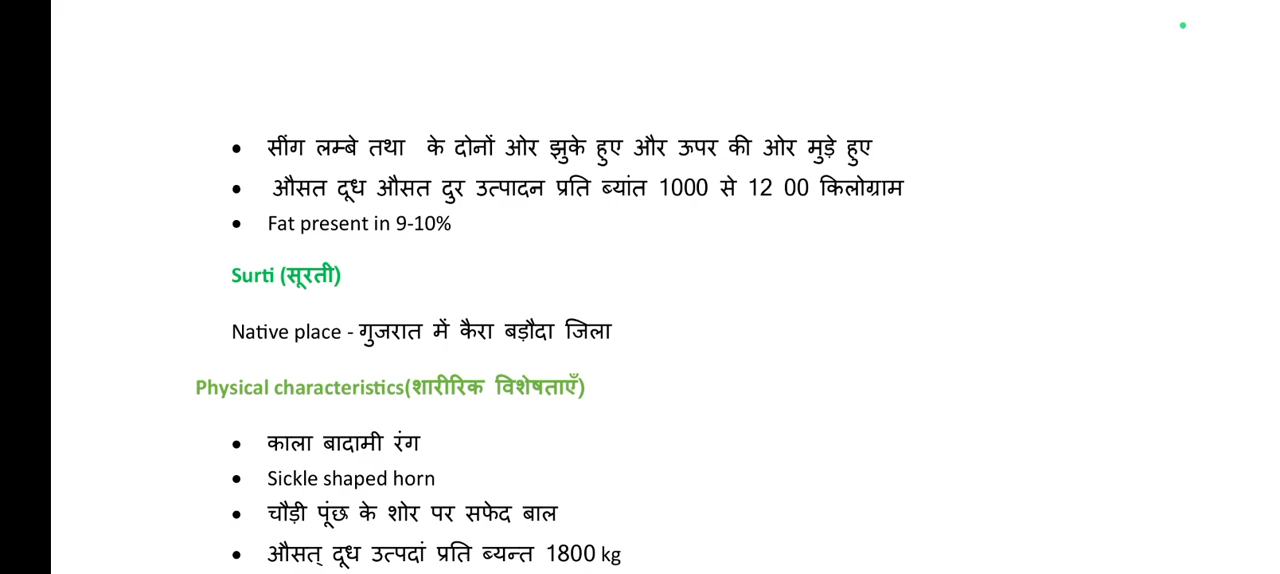 सींग लम्बे तथा के दोनों ओर झुके हुए और ऊपर की ओर मुड़े हुए
औसत दूध औसत दुर उत्पादन प्रति ब्यांत 1000 से 12 00 किलोग्राम
Fat present in 9-10%
Surti (सूरती)
Native place - गुजरात में कैरा बड़ौदा जिला
Physical characteristics(शारीरिक विशेषताएँ)
काला बादामी रंग
Sickle shaped horn
चौड़ी पूंछ के शोर पर सफेद बाल
औसत् दूध उत्पदां प्रति ब्यन्त 1800 kg